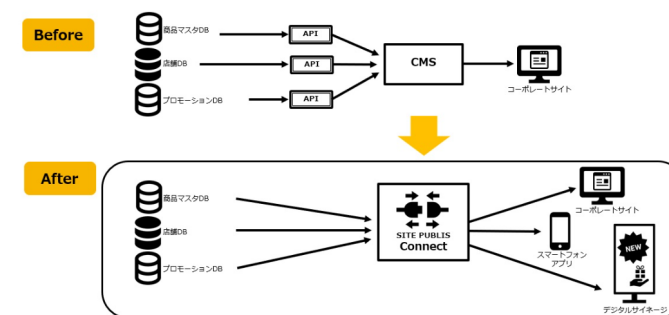 Before
商品マスタDB
API
店舗DB
API
CMS
プロモーションDB
API
コーポレートサイト
After
商品マスタDB
店舗DB
プロモーションDB
SITE PUBLIS
Connect
コーポレートサイト
スマートフォン
アプリ
NEW
デジタルサイネージ